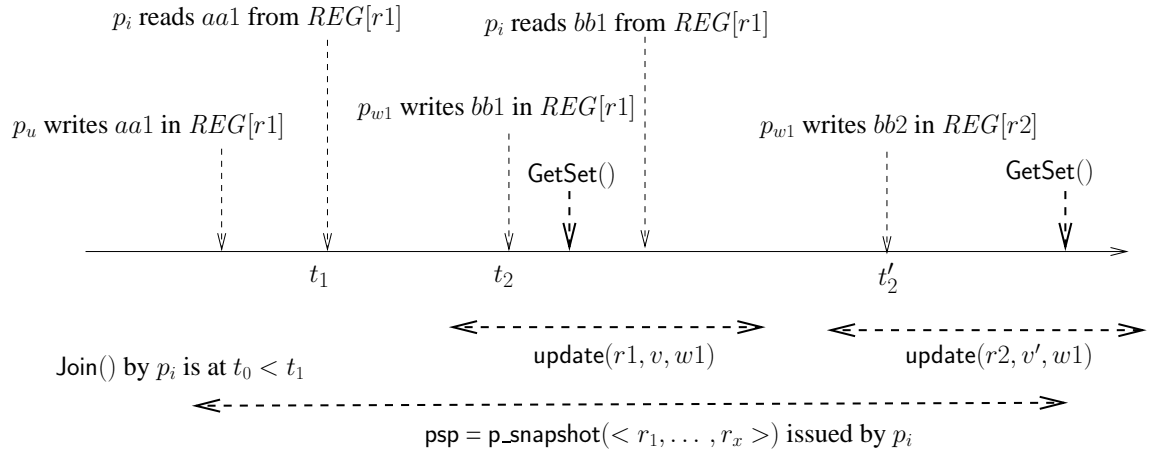 p_i reads aa1 from REG[r1]
p_i reads bb1 from REG[r1]
p_u writes aa1 in REG[r1]
p_{w1} writes bb1 in REG[r1]
p_{w1} writes bb2 in REG[r2]
GetSet()
GetSet()
t_1
t_2
t'_2
update(r1, v, w1)
update(r2, v', w1)
Join() by p_i is at t_0 < t_1
psp = p_snapshot(< r_1, . . . , r_x >) issued by p_i